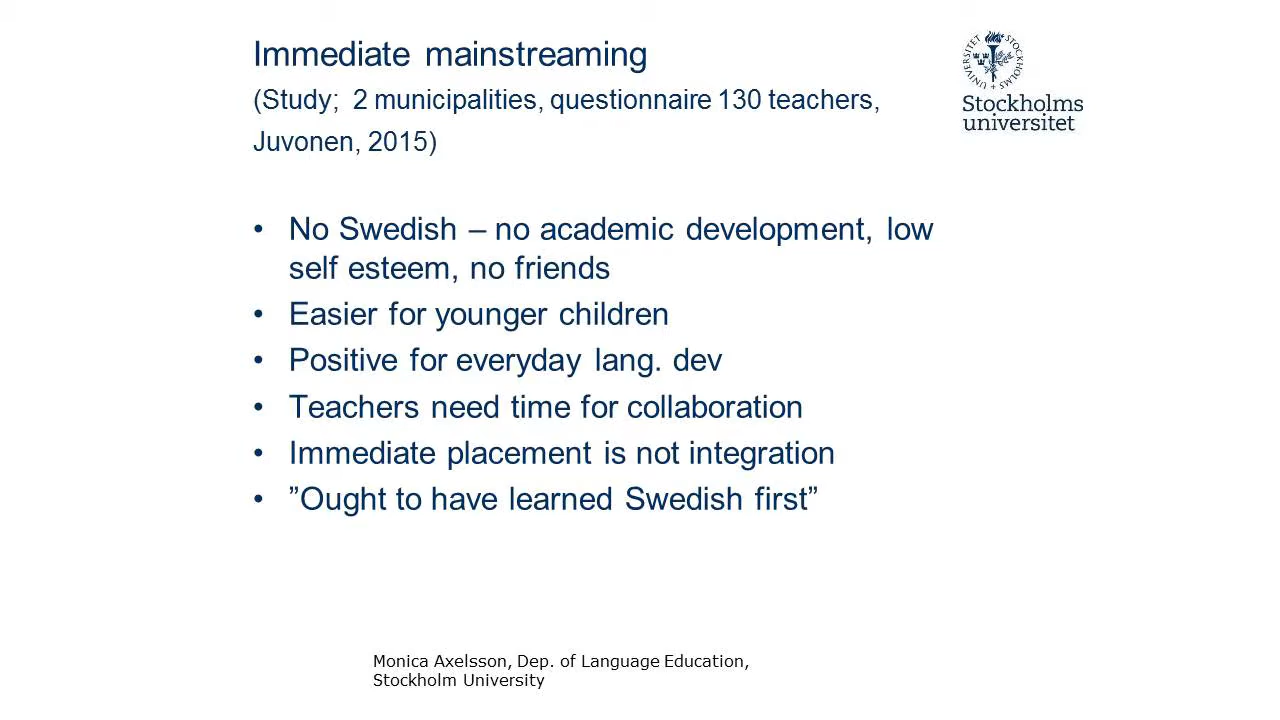 Immediate mainstreaming
(Study;  2 municipalities, questionnaire 130 teachers,
Juvonen, 2015)
STOCKHOLMS UNIVERSITET
Stockholms
universitet
• No Swedish – no academic development, low
self esteem, no friends
• Easier for younger children
• Positive for everyday lang. dev
• Teachers need time for collaboration
• Immediate placement is not integration
• ”Ought to have learned Swedish first”
Monica Axelsson, Dep. of Language Education,
Stockholm University